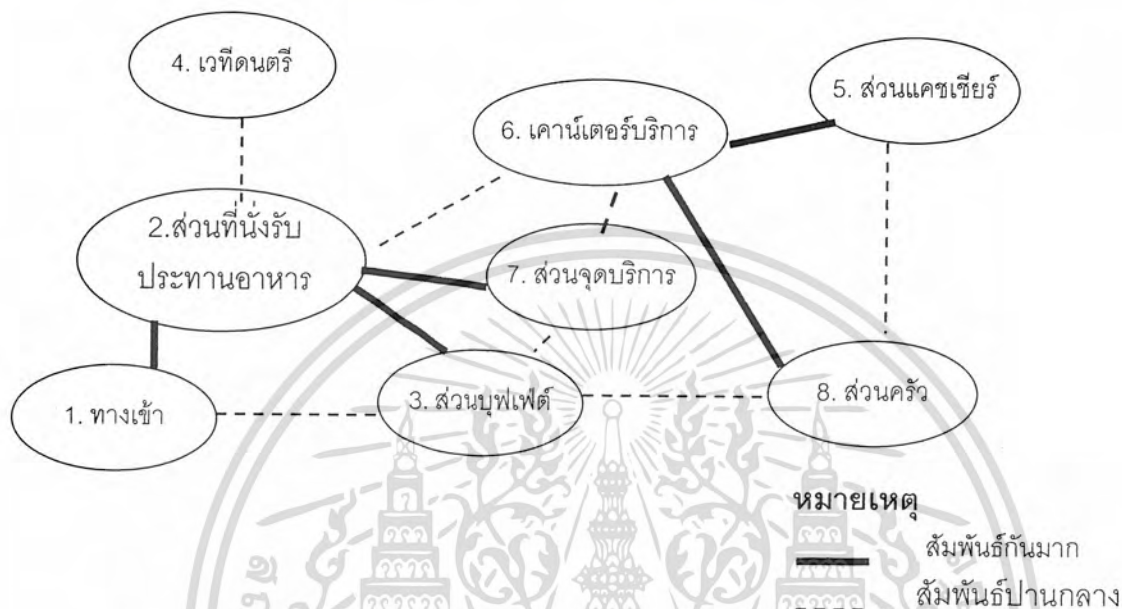 4. เวทีดนตรี
5. ส่วนแคชเชียร์
6. เคาน์เตอร์บริการ
2.ส่วนที่นั่งรับ
ประทานอาหาร
7. ส่วนจุดบริการ
3. ส่วนบุฟเฟ่ต์
8. ส่วนครัว
1. ทางเข้า
หมายเหตุ
สัมพันธ์กันมาก
สัมพันธ์ปานกลาง